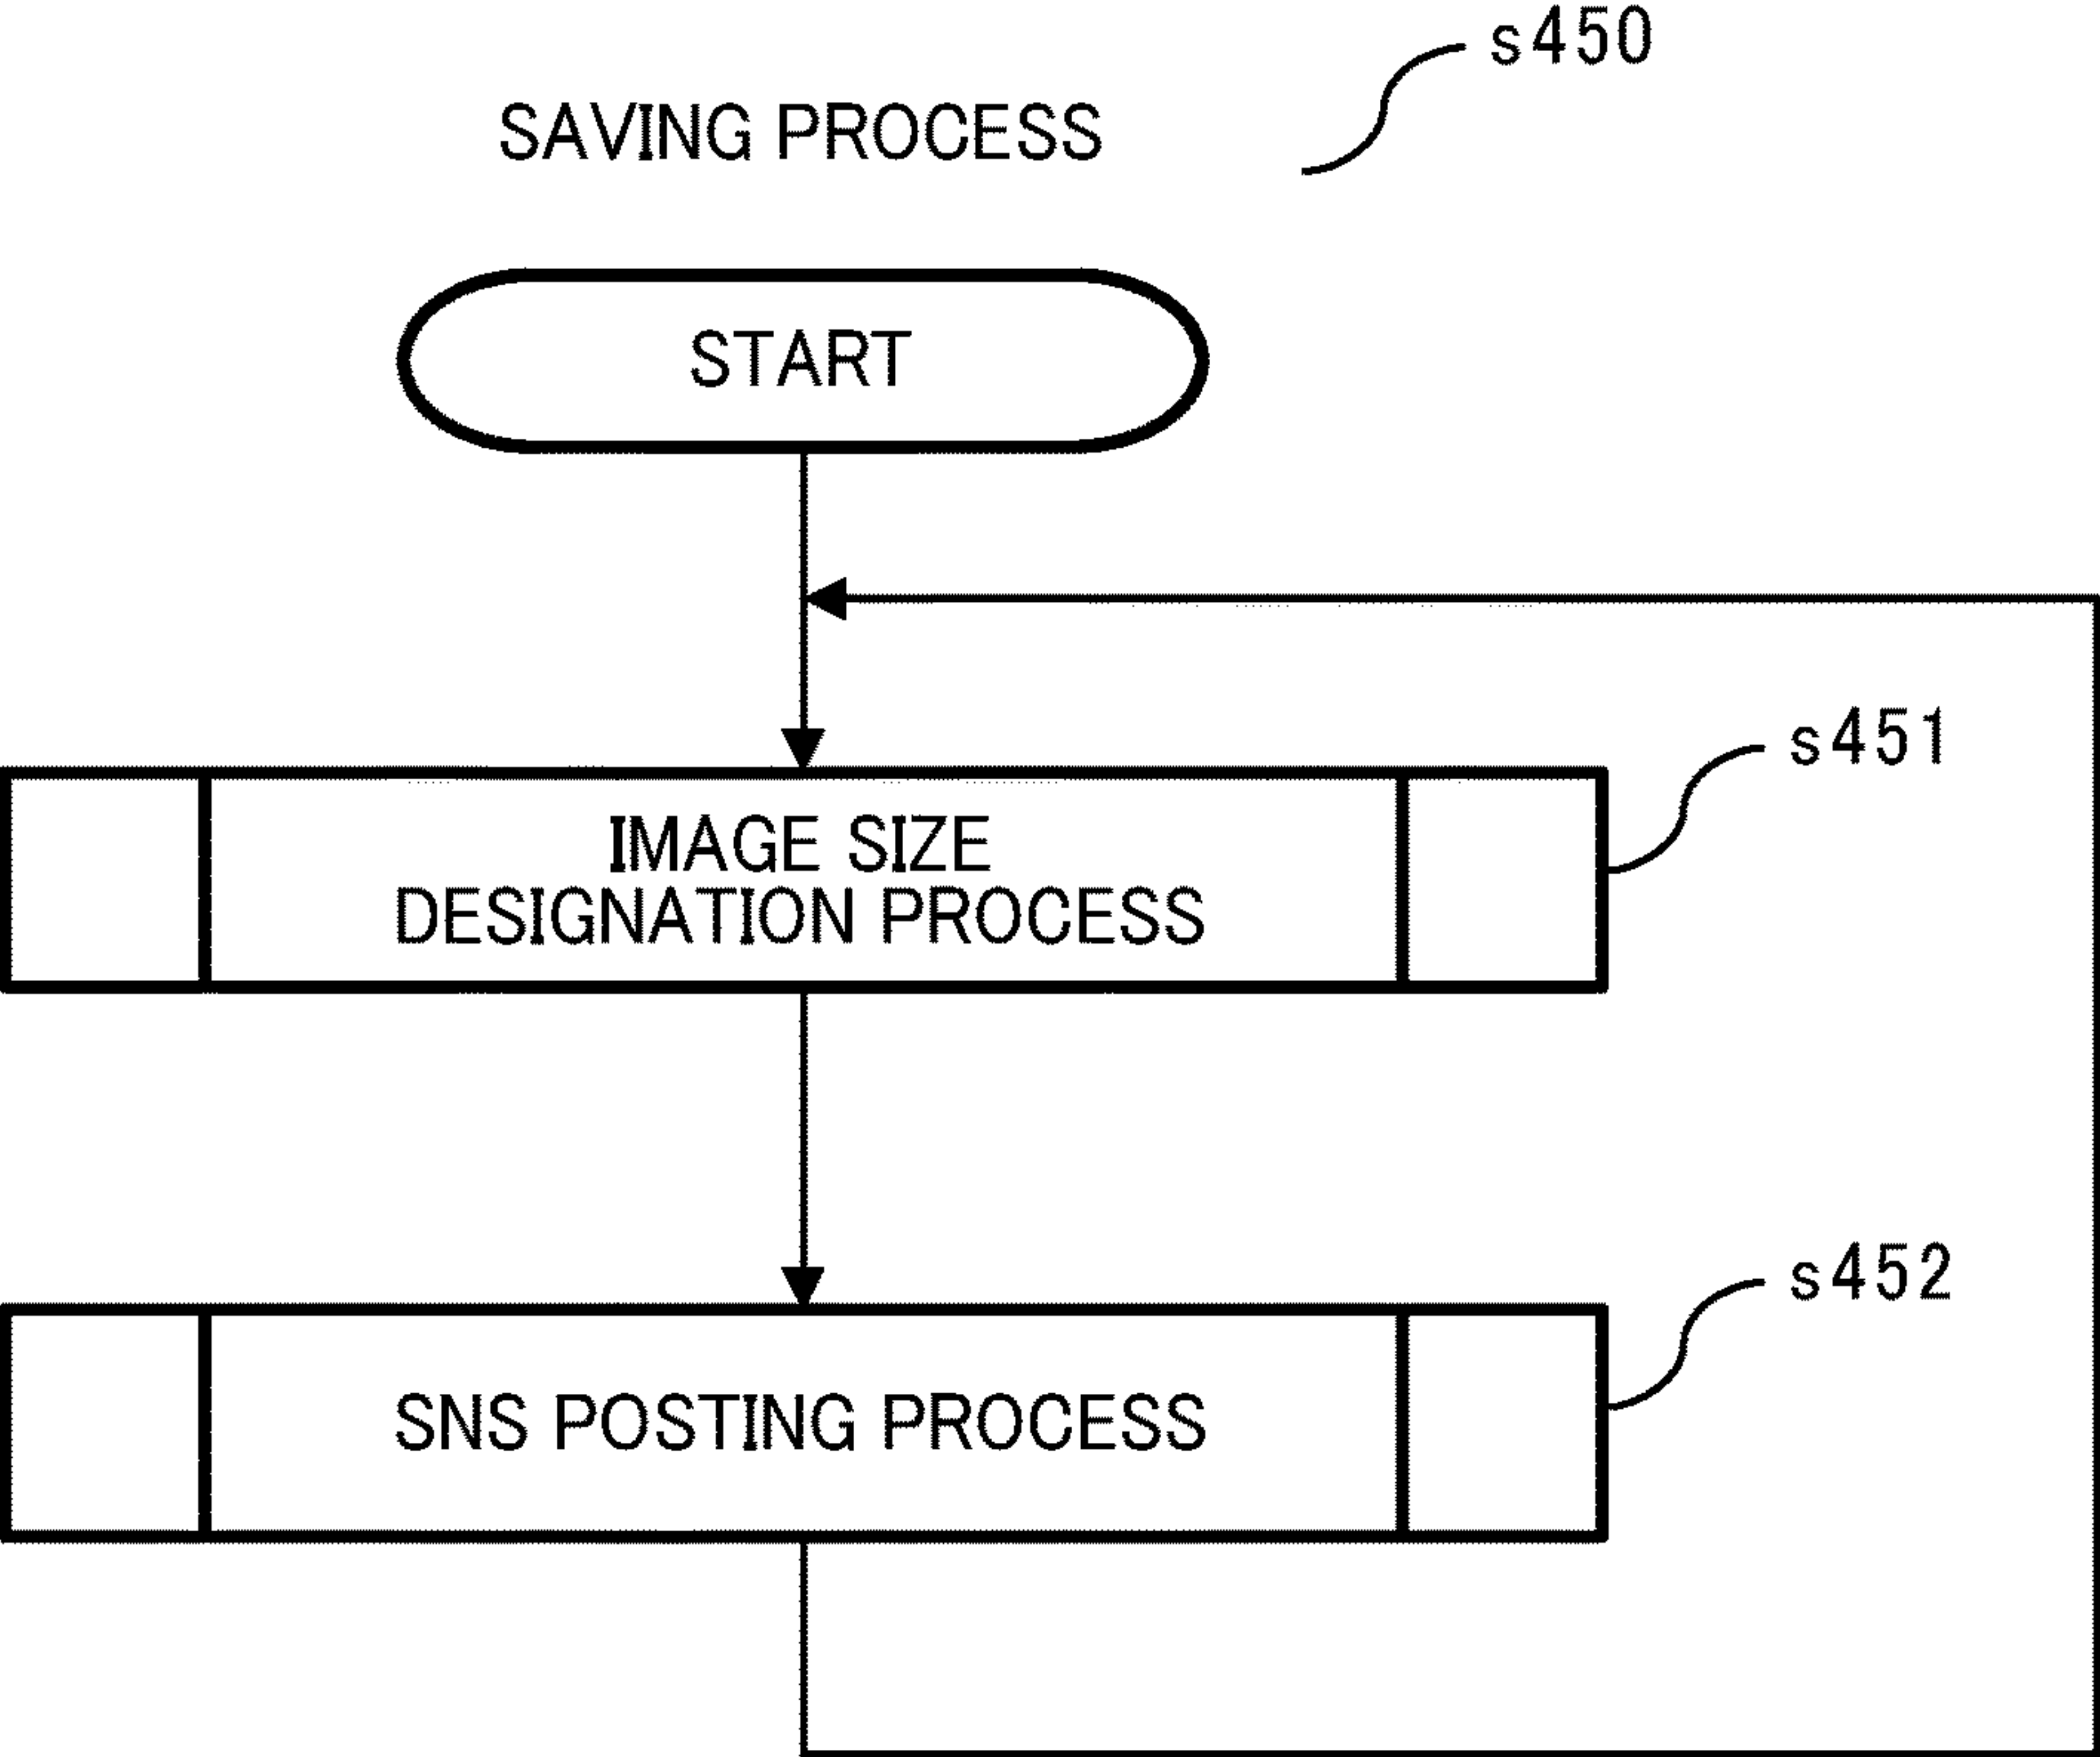 s450
SAVING PROCESS
START
s451
IMAGE SIZE
DESIGNATION PROCESS
s452
SNS POSTING PROCESS